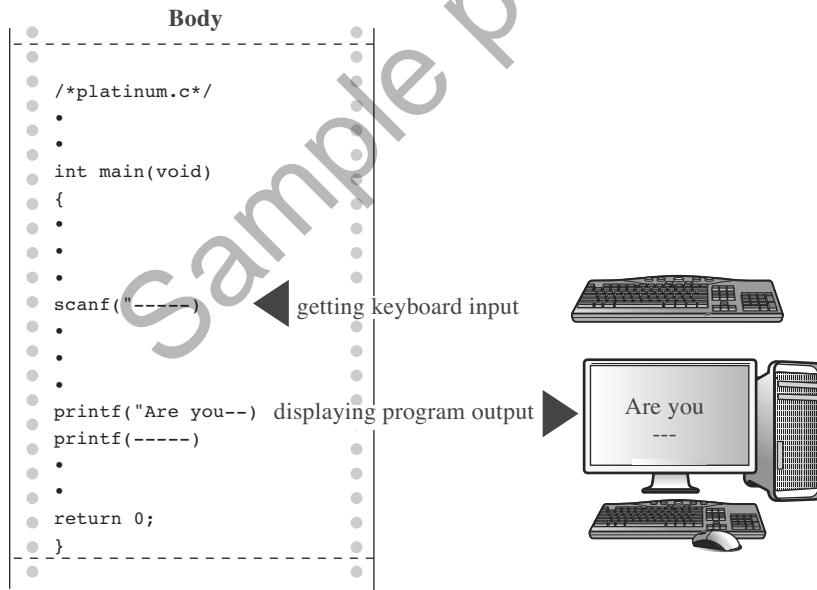 Body
/*platinum.c*/
•
•
int main(void)
{
•
•
•
scanf("-----)
getting keyboard input
•
•
•
printf("Are you--)
displaying program output
Are you
---
printf(-----)
•
•
return 0;
}
Sample p